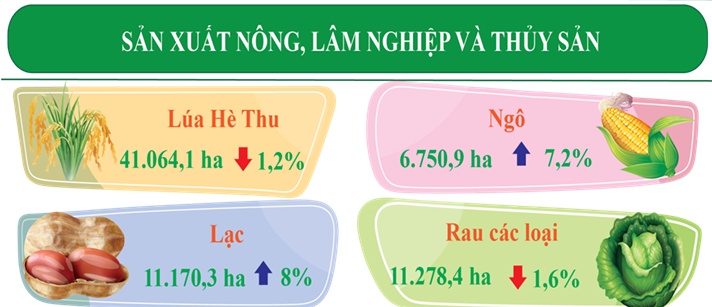 SẢN XUẤT NÔNG, LÂM NGHIỆP VÀ THỦY SẢN
Lúa Hè Thu
41.064,1 ha 1,2%
Ngô
6.750,9 ha 7,2%
Lạc
11.170,3 ha 8%
Rau các loại
11.278,4 ha 1,6%